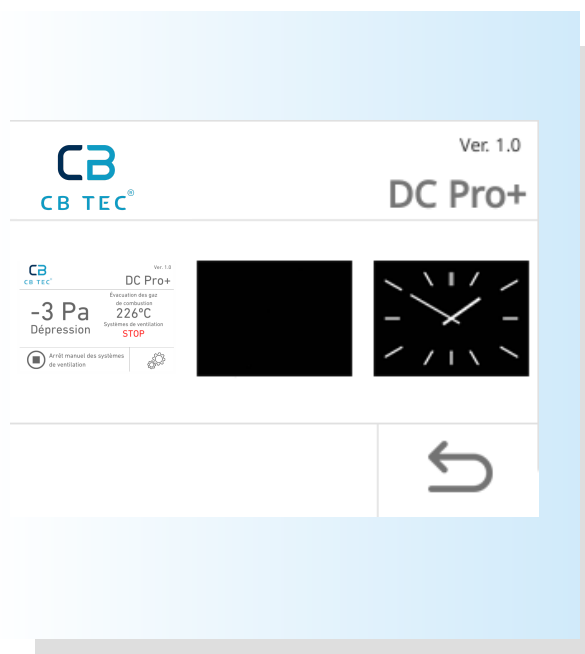 CB
CB TEC®
Ver. 1.0
DC Pro+
CB
CB TEC®
Ver. 1.0
DC Pro+
-3 Pa
Dépression
Évacuation des gaz
de combustion
226°C
Systèmes de ventilation
STOP
Arrêt manuel des systèmes
de ventilation